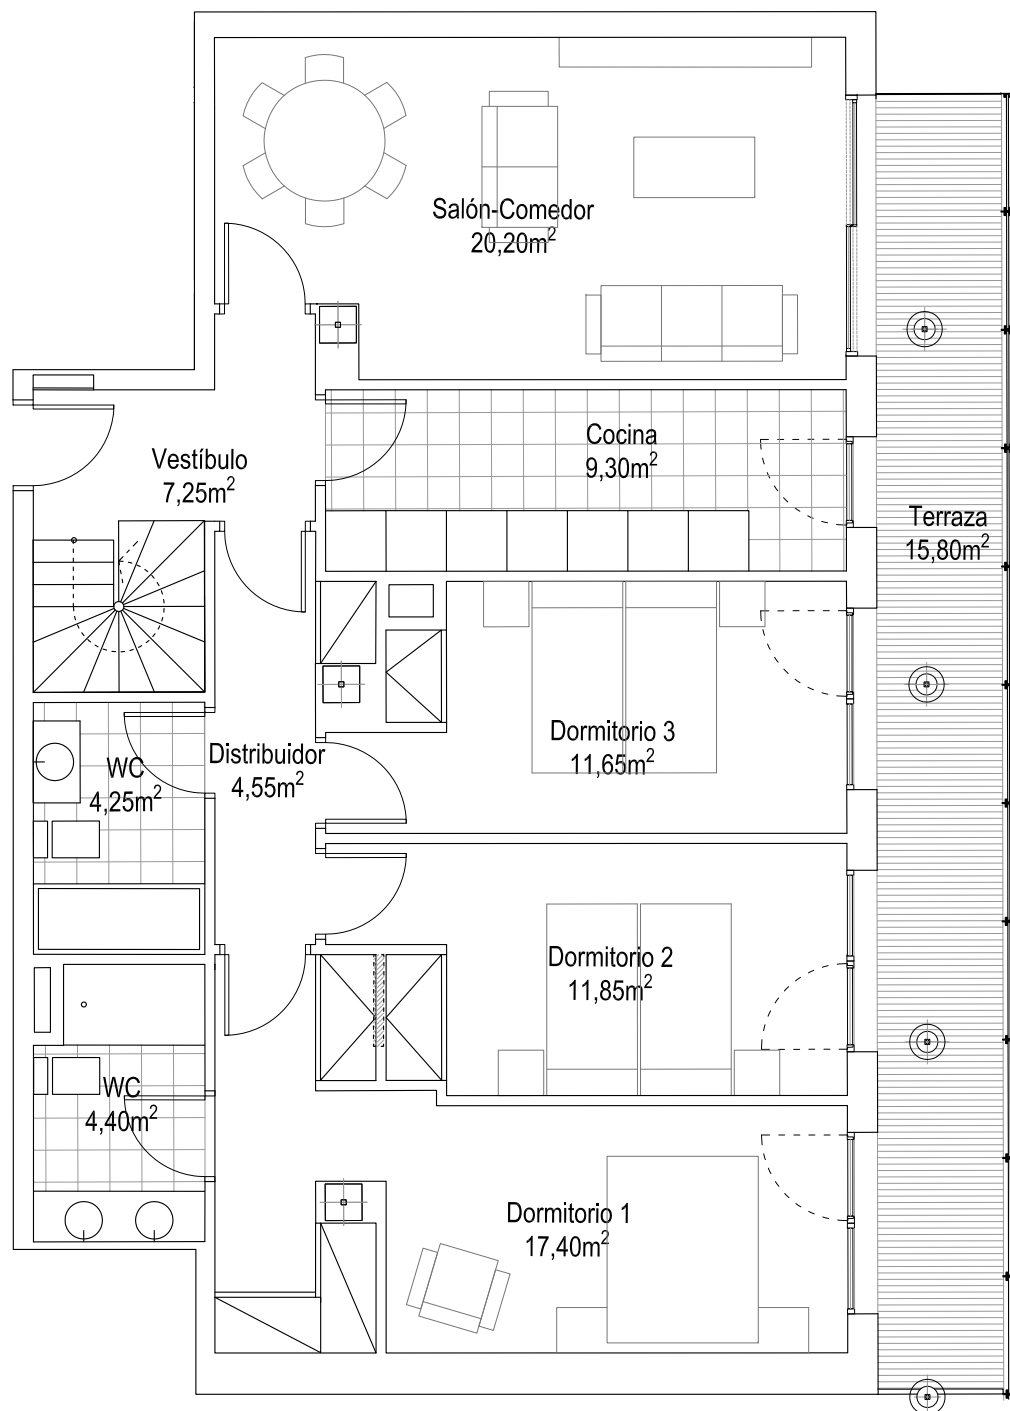 Salón-Comedor
20,20m²
Cocina
9,30m²
Vestíbulo
7,25m²
Terraza
15,80m²
Dormitorio 3
11,65m²
Distribuidor
4,55m²
WC
4,25m²
Dormitorio 2
11,85m²
WC
4,40m²
Dormitorio 1
17,40m²